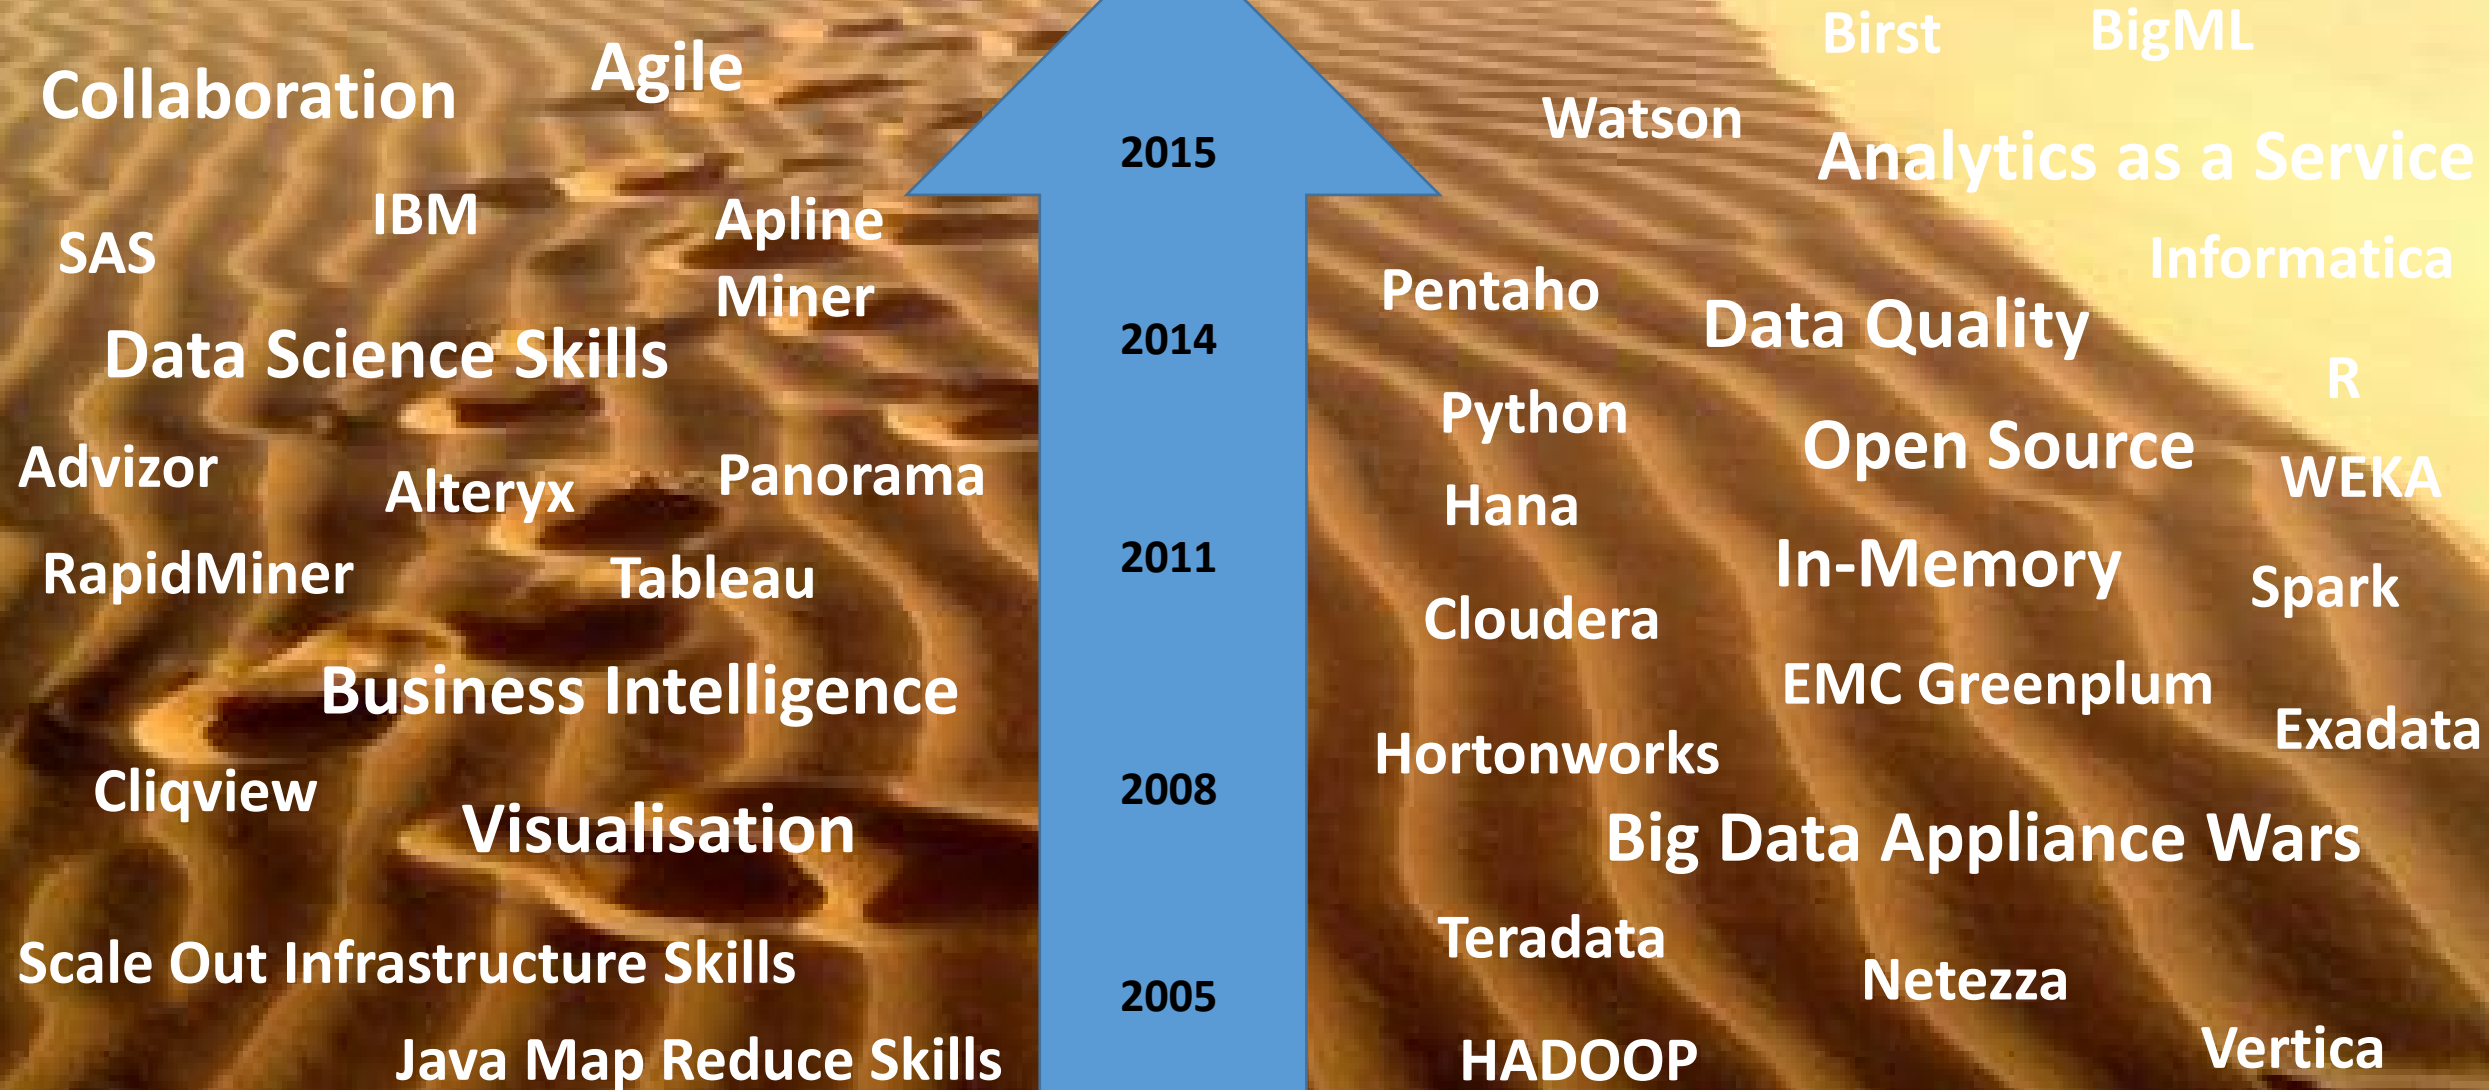 Birst
BigML
Agile
Collaboration
Watson
2015
Analytics as a Service
IBM
Apline
Miner
SAS
Informatica
Pentaho
Data Quality
2014
Data Science Skills
R
Python
Open Source
Advizor
Alteryx
Panorama
WEKA
Hana
2011
In-Memory
RapidMiner
Tableau
Spark
Cloudera
Business Intelligence
EMC Greenplum
Exadata
Hortonworks
Cliqview
2008
Visualisation
Big Data Appliance Wars
Teradata
Scale Out Infrastructure Skills
Netezza
2005
Java Map Reduce Skills
HADOOP
Vertica